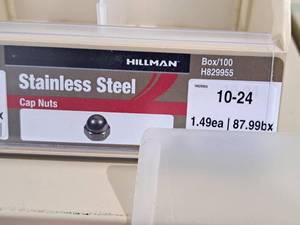 HILLMAN
Box/100
H829955
Stainless Steel
Cap Nuts
10-24
1.49ea | 87.99bx